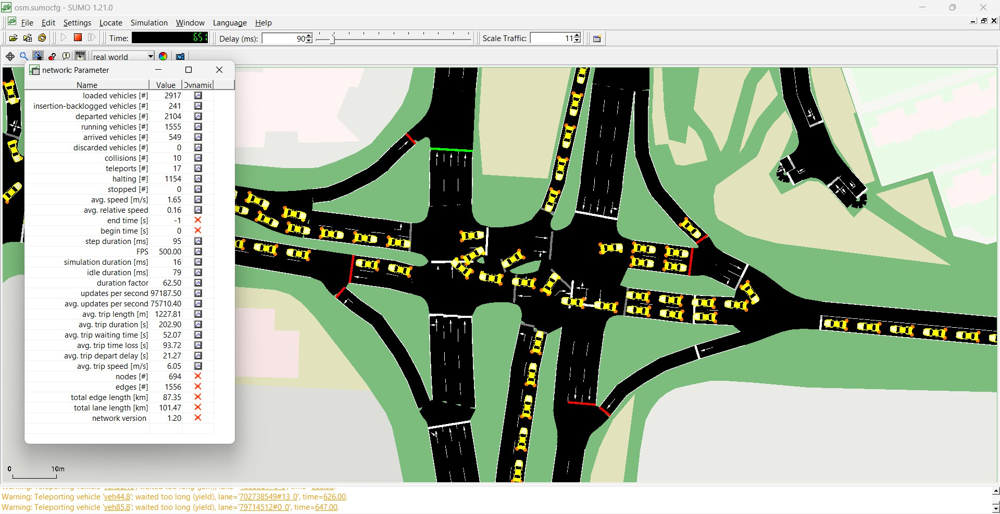 osm.sumocfg - SUMO 1.21.0
File Edit Settings Locate Simulation Window Language Help
Time: 651 Delay (ms): 90 Scale Traffic: 11
MENU real world
network: Parameter
Name Value Dynamic
loaded vehicles [#] 2917
insertion-backlogged vehicles [#] 241
departed vehicles [#] 2104
running vehicles [#] 1555
arrived vehicles [#] 549
discarded vehicles [#] 0
collisions [#] 10
teleports [#] 17
halting [#] 1154
stopped [#] 0
avg. speed [m/s] 1.65
avg. relative speed 0.16
end time [s] -1
begin time [s] 0
step duration [ms] 95
FPS 500.00
simulation duration [ms] 16
idle duration [ms] 79
duration factor 62.50
updates per second 97187.50
avg. updates per second 75710.40
avg. trip length [m] 1227.81
avg. trip duration [s] 202.90
avg. trip waiting time [s] 52.07
avg. trip time loss [s] 93.72
avg. trip depart delay [s] 21.27
avg. trip speed [m/s] 6.05
nodes [#] 694
edges [#] 1556
total edge length [km] 87.35
total lane length [km] 101.47
network version 1.20
0 10m
Warning: Teleporting vehicle 'veh44.8'; waited too long (yield), lane='702738549#13_0', time=626.00.
Warning: Teleporting vehicle 'veh85.8'; waited too long (yield), lane='79714512#0_0', time=647.00.